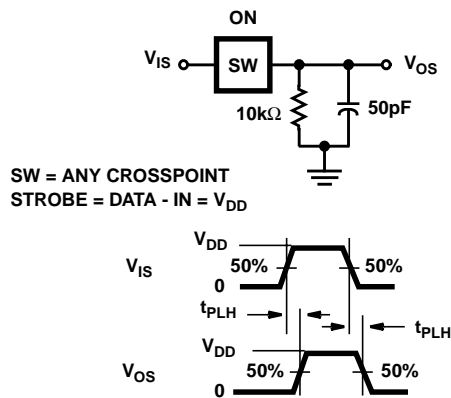 ON
V_IS SW V_OS
10kΩ 50pF
SW = ANY CROSSPOINT
STROBE = DATA - IN = V_DD
V_DD
V_IS 50% 50%
0
t_PLH t_PLH
V_DD
V_OS 50% 50%
0